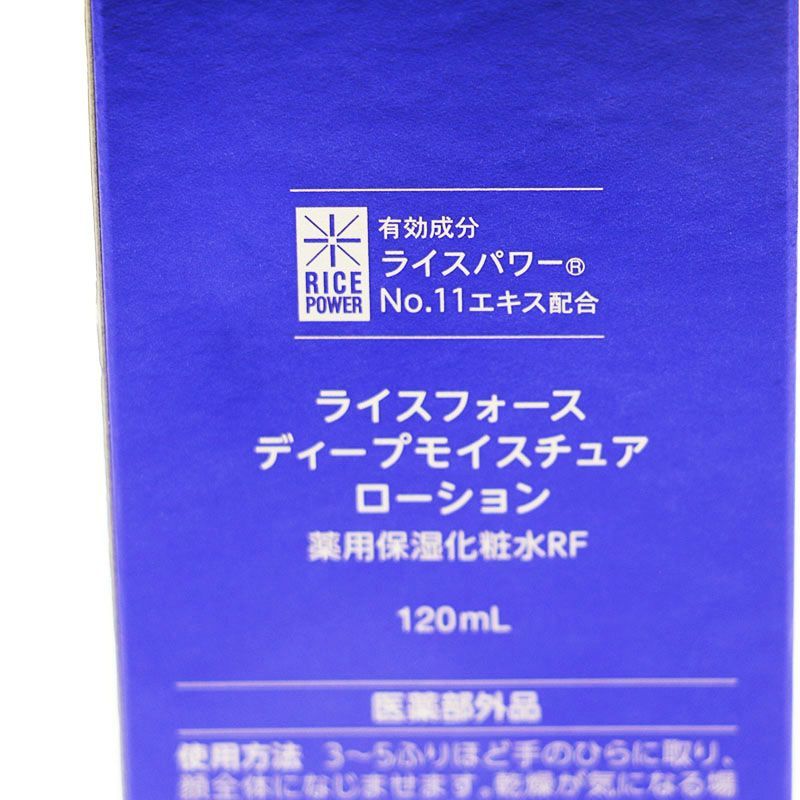 RICE
POWER
有効成分
ライスパワー®
No.11エキス配合
ライスフォース
ディープモイスチュア
ローション
薬用保湿化粧水RF
120mL
医薬部外品
使用方法 3~5ふりほど手のひらに取り、
顔全体になじませます。乾燥が気になる場